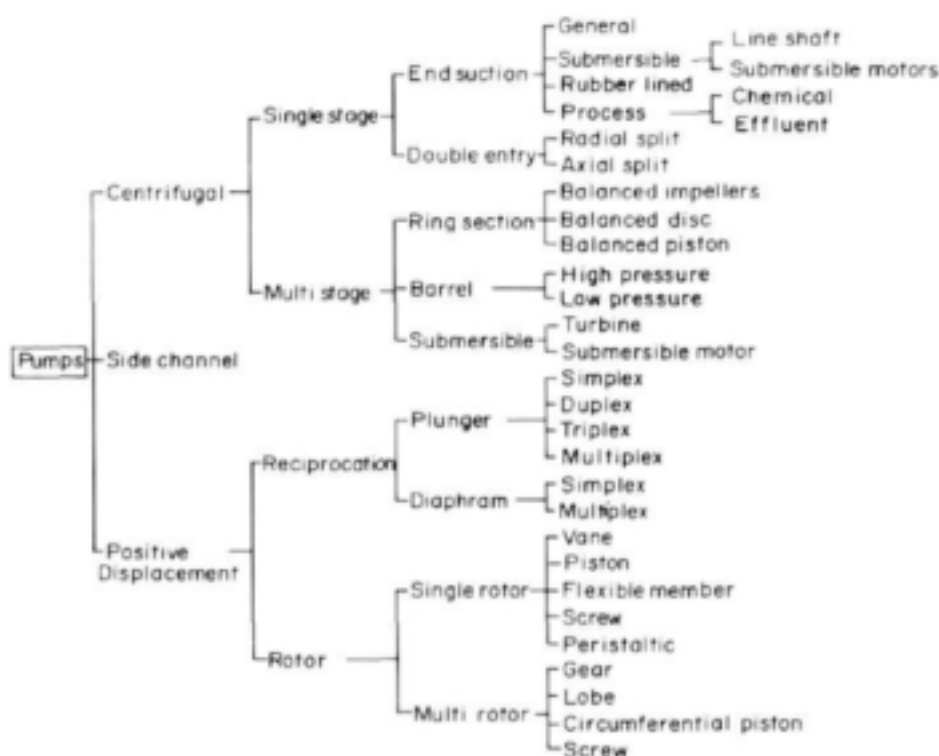 General
Submersible
Line shaft
Submersible motors
End suction
Rubber lined
Process
Chemical
Effluent
Single stage
Double entry
Radial split
Axial split
Centrifugal
Ring section
Balanced impellers
Balanced disc
Balanced piston
Multi stage
Barrel
High pressure
Low pressure
Submersible
Turbine
Submersible motor
Pumps
Side channel
Reciprocation
Plunger
Simplex
Duplex
Triplex
Multiplex
Diaphram
Simplex
Multiplex
Positive
Displacement
Single rotor
Vane
Piston
Flexible member
Screw
Peristaltic
Rotor
Multi rotor
Gear
Lobe
Circumferential piston
Screw